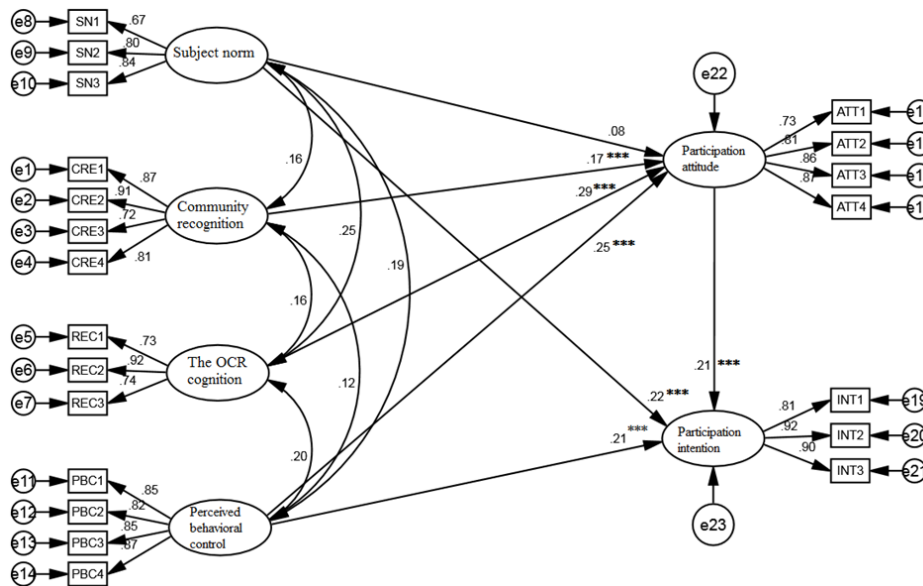 e8
SN1
.67
e9
SN2
.80
e10
SN3
.84
Subject norm
e1
CRE1
.87
e2
CRE2
.91
e3
CRE3
.72
e4
CRE4
.81
Community
recognition
e5
REC1
.73
e6
REC2
.92
e7
REC3
.74
The OCR
cognition
e11
PBC1
.85
e12
PBC2
.82
e13
PBC3
.85
e14
PBC4
.87
Perceived
behavioral
control
.16
.25
.19
.16
.12
.20
.08
.17 ***
.29 ***
.25 ***
.22 ***
.21 ***
.21 ***
e22
Participation
attitude
.73
ATT1
.81
ATT2
.86
ATT3
.87
ATT4
Participation
intention
e23
.81
INT1
e19
.92
INT2
e20
.90
INT3
e21